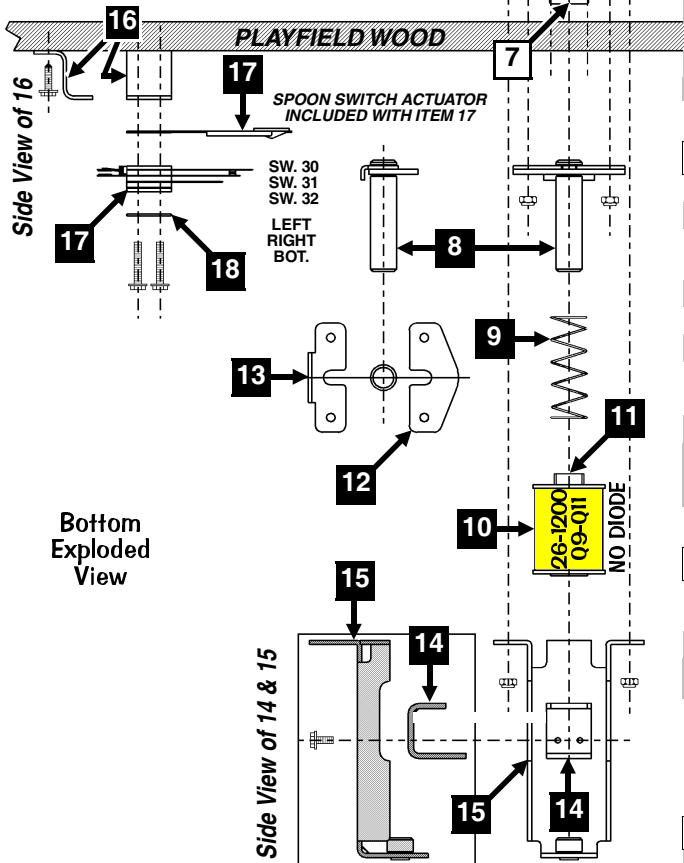 16
PLAYFIELD WOOD
7
Side View of 16
17
SPOON SWITCH ACTUATOR
INCLUDED WITH ITEM 17
SW. 30
SW. 31
SW. 32
LEFT
RIGHT
BOT.
17
18
8
9
13
12
11
10
26-1200
Q9-Q11
NO DIODE
Bottom
Exploded
View
15
14
Side View of 14 & 15
15
14